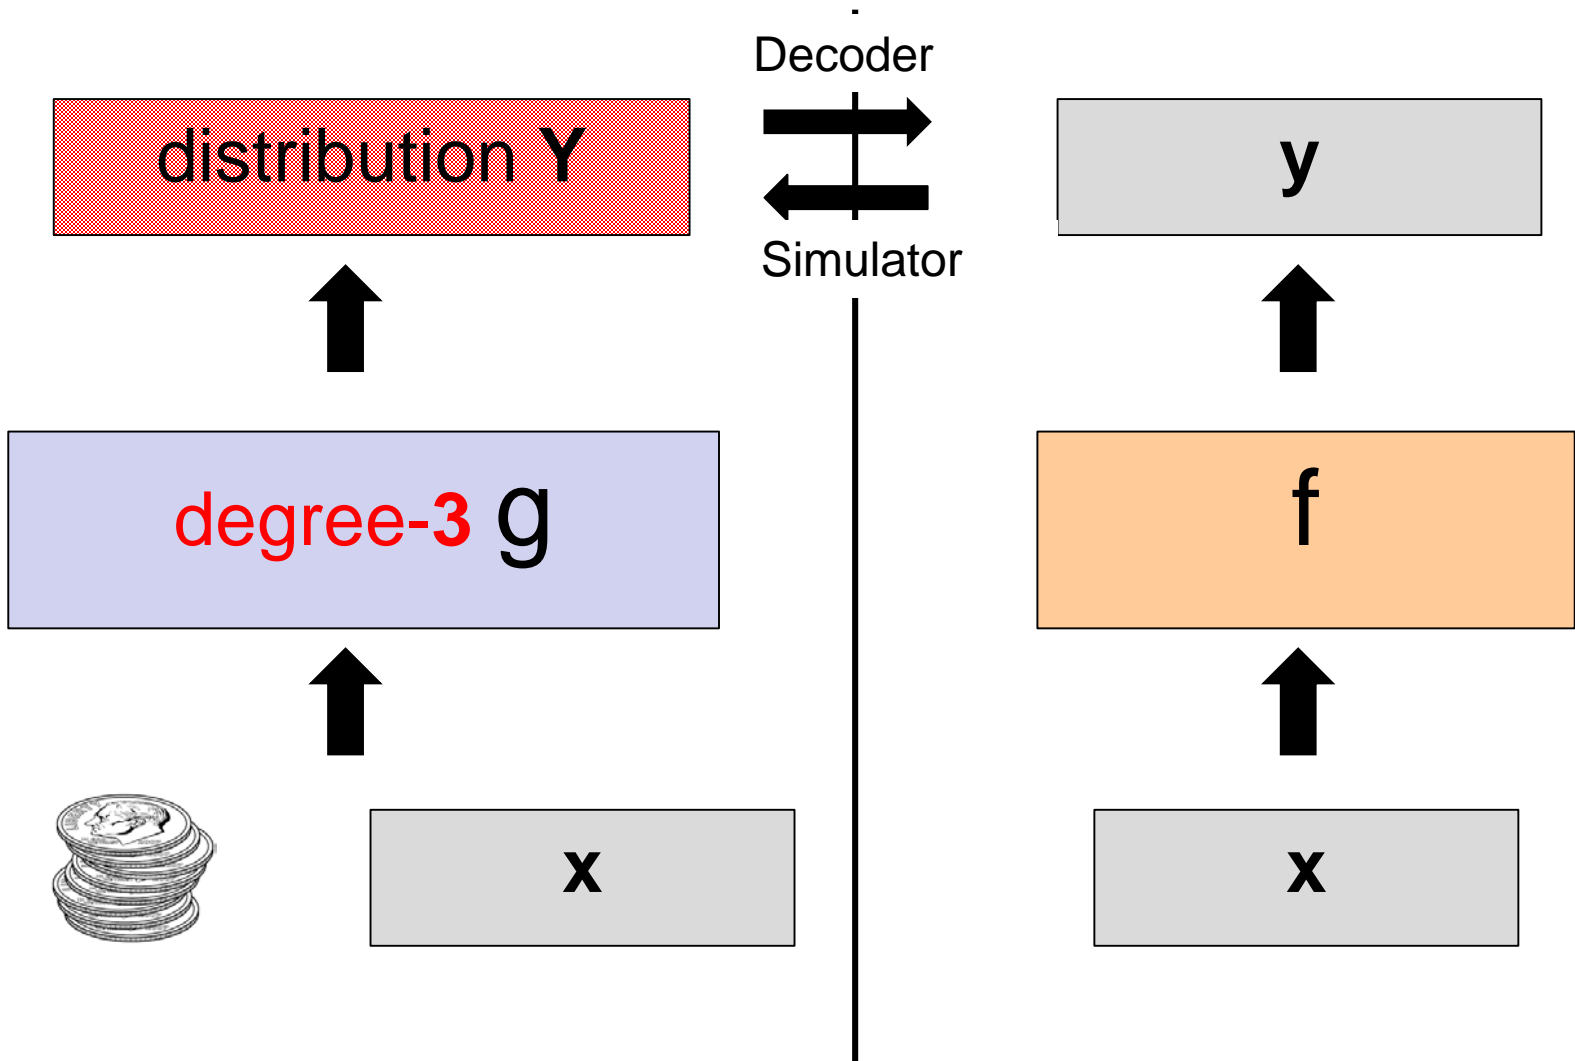 Decoder
distribution Y
y
Simulator
degree-3 g
f
x
x